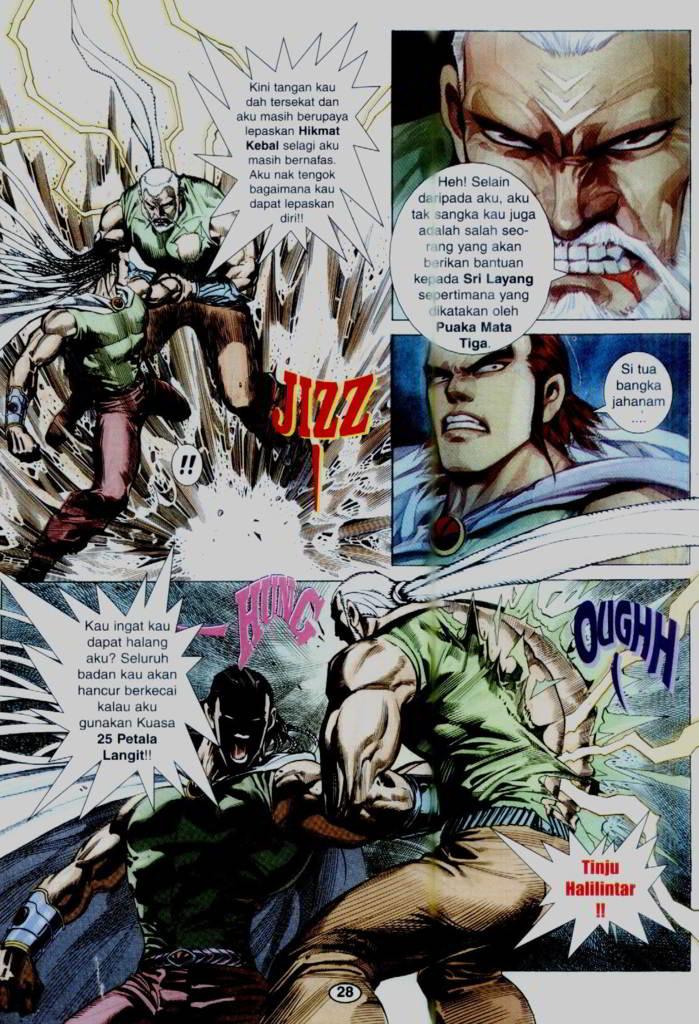 Kini tangan kau
dah tersekat dan
aku masih berupaya
lepaskan Hikmat
Kebal selagi aku
masih bernafas.
Aku nak tengok
bagaimana kau
dapat lepaskan
diri!!
JIZZ
!!
Heh! Selain
daripada aku, aku
tak sangka kau juga
adalah salah seo-
rang yang akan
berikan bantuan
kepada Sri Layang
sepertimana yang
dikatakan oleh
Puaka Mata
Tiga.
Si tua
bangka
jahanam
....
Kau ingat kau
dapat halang
aku? Seluruh
badan kau akan
hancur berkecai
kalau aku
gunakan Kuasa
25 Petala
Langit!!
HUNG
OUGHH
!
Tinju
Halilintar
!!
28